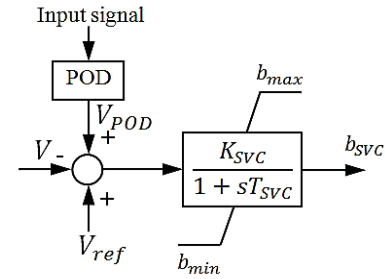 Input signal
POD
V_POD
b_max
+
V -
K_SVC
1 + sT_SVC
b_SVC
+
V_ref
b_min